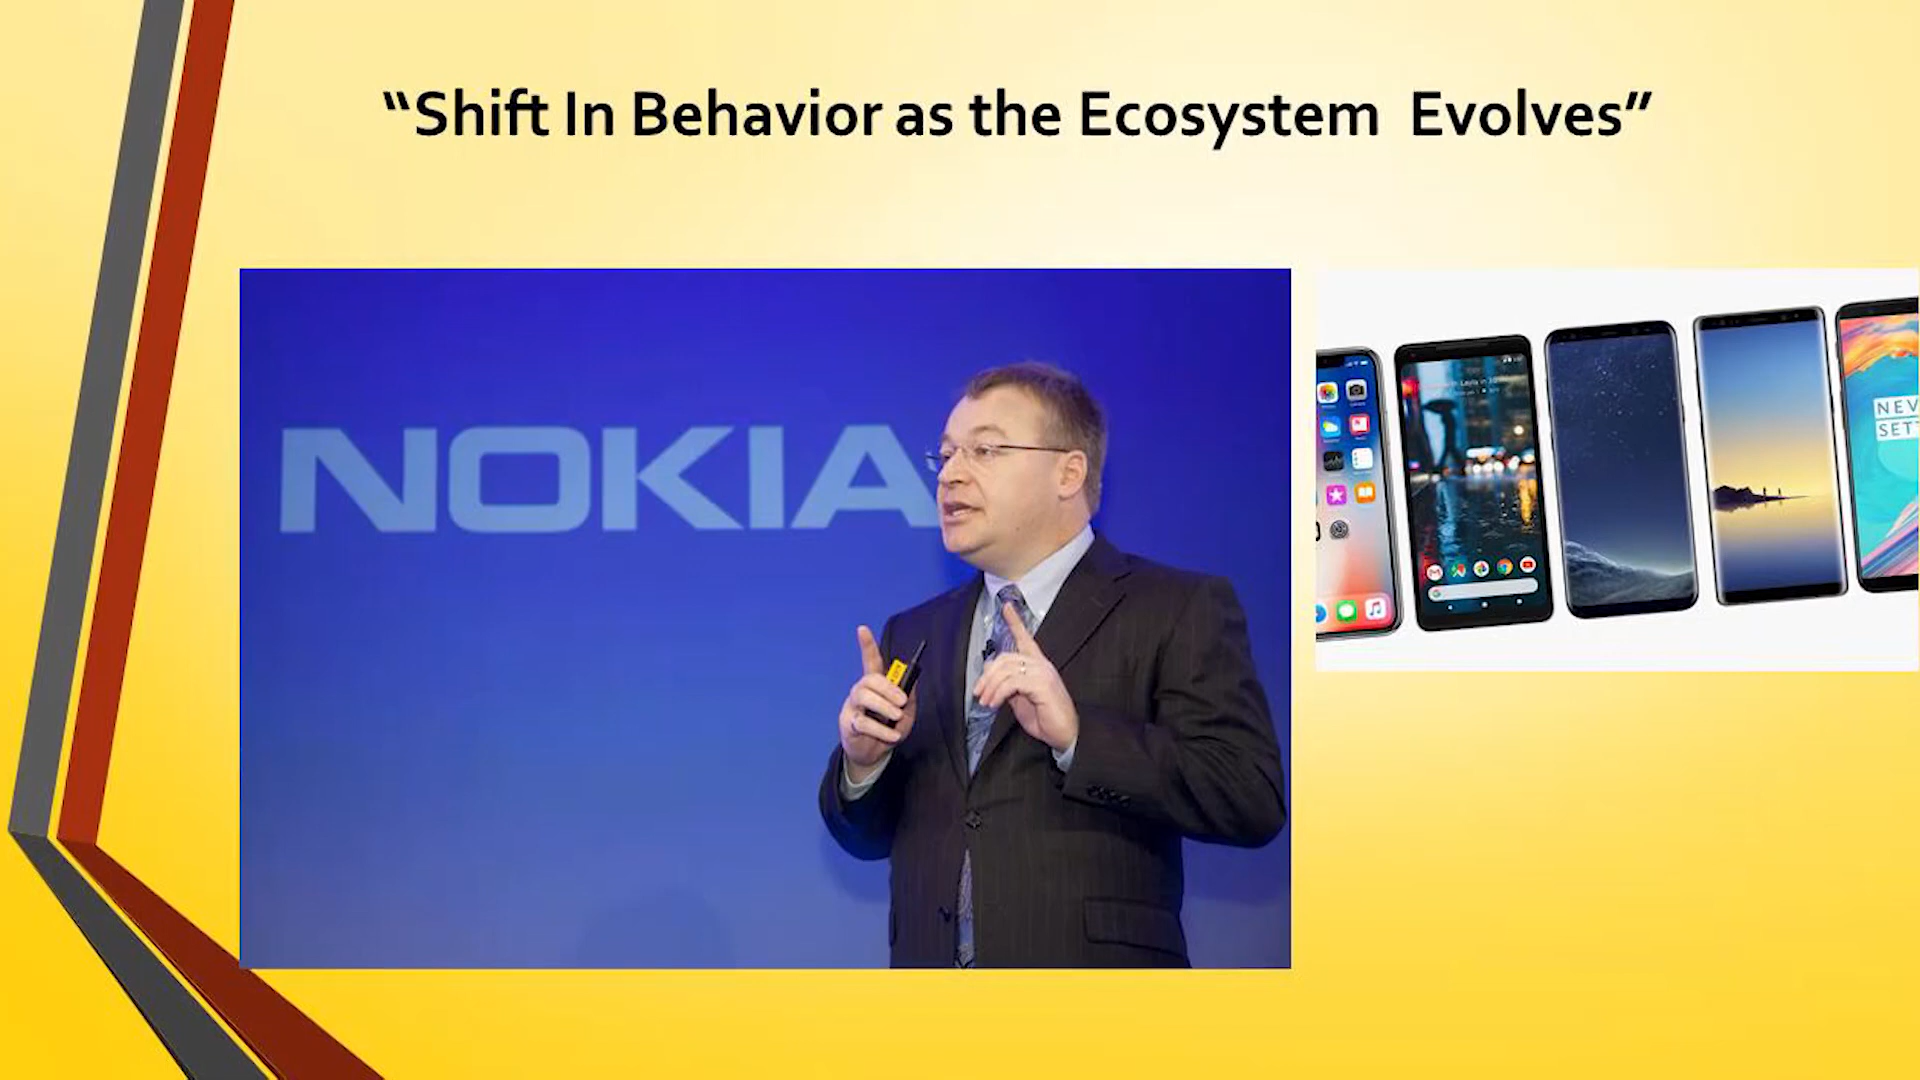 “Shift In Behavior as the Ecosystem Evolves”
NOKIA
NEV
SET